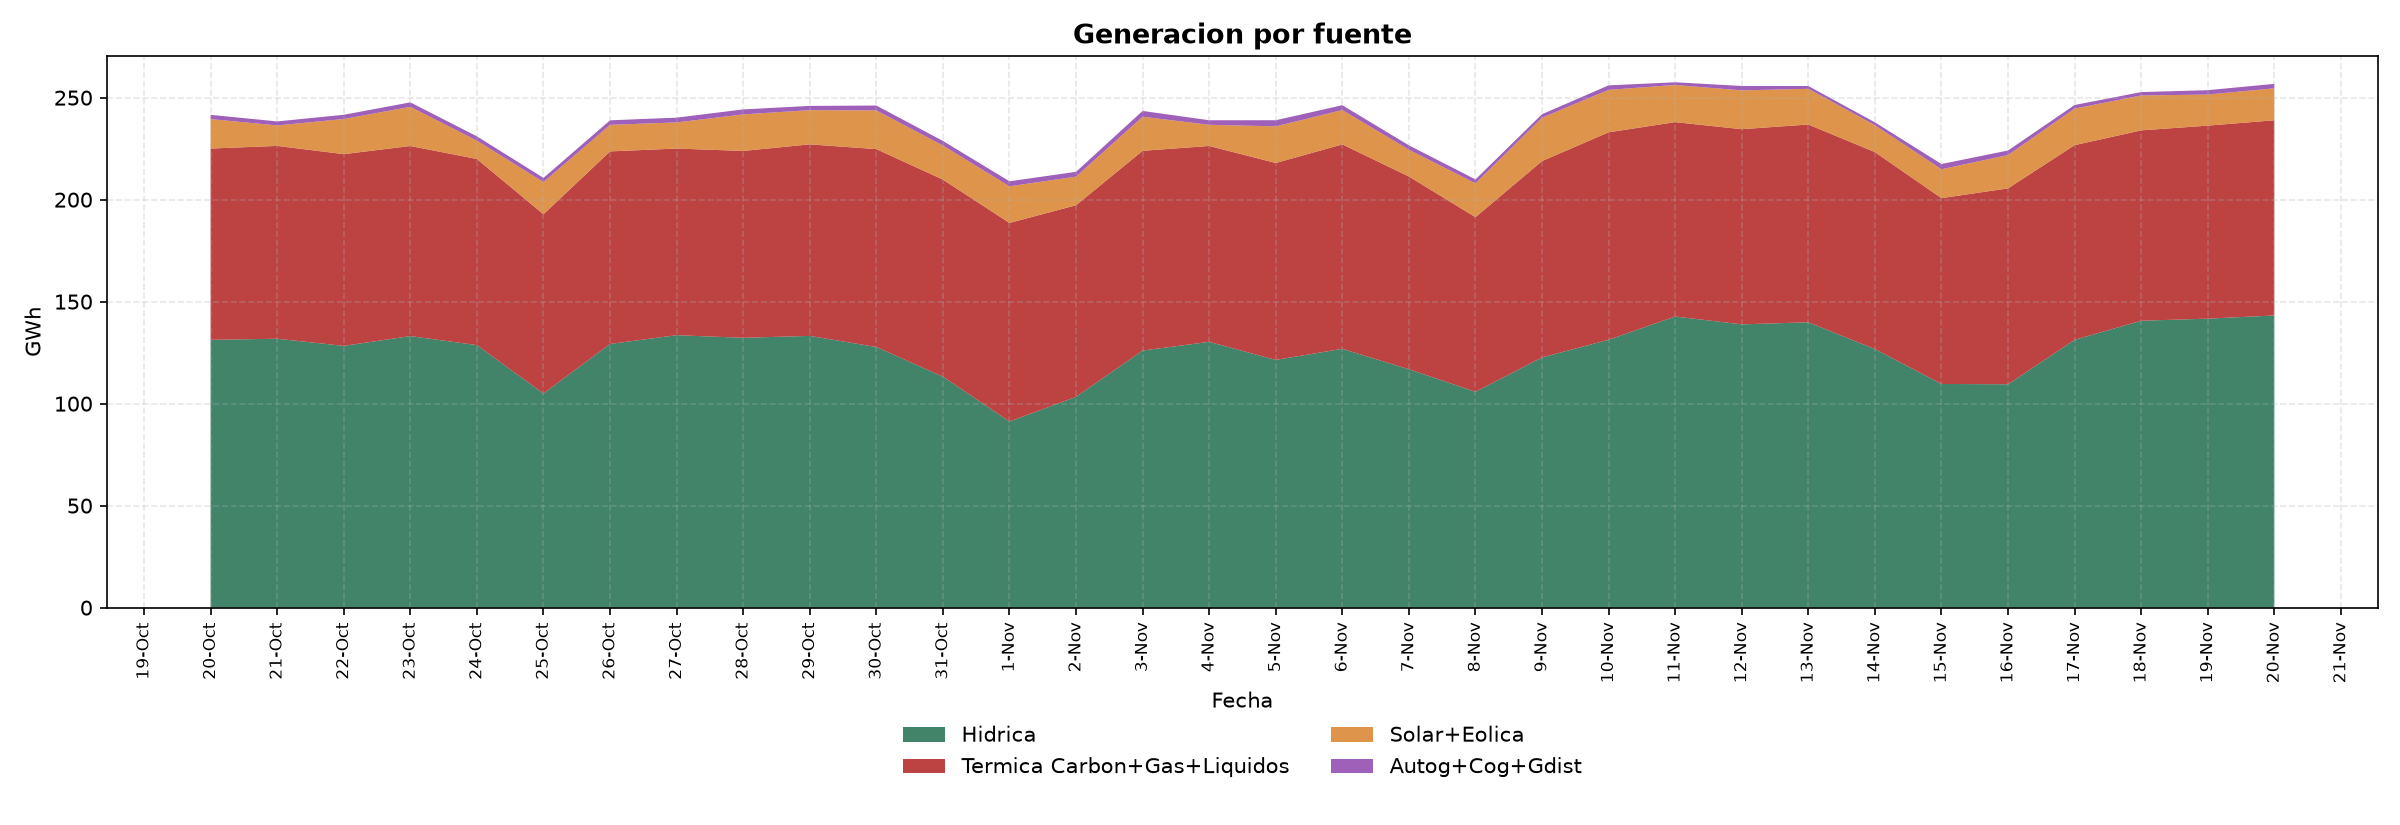 Generacion por fuente
GWh
250
200
150
100
50
0
19-Oct
20-Oct
21-Oct
22-Oct
23-Oct
24-Oct
25-Oct
26-Oct
27-Oct
28-Oct
29-Oct
30-Oct
31-Oct
1-Nov
2-Nov
3-Nov
4-Nov
5-Nov
6-Nov
7-Nov
8-Nov
9-Nov
10-Nov
11-Nov
12-Nov
13-Nov
14-Nov
15-Nov
16-Nov
17-Nov
18-Nov
19-Nov
20-Nov
21-Nov
Fecha
Hidrica
Termica Carbon+Gas+Liquidos
Solar+Eolica
Autog+Cog+Gdist